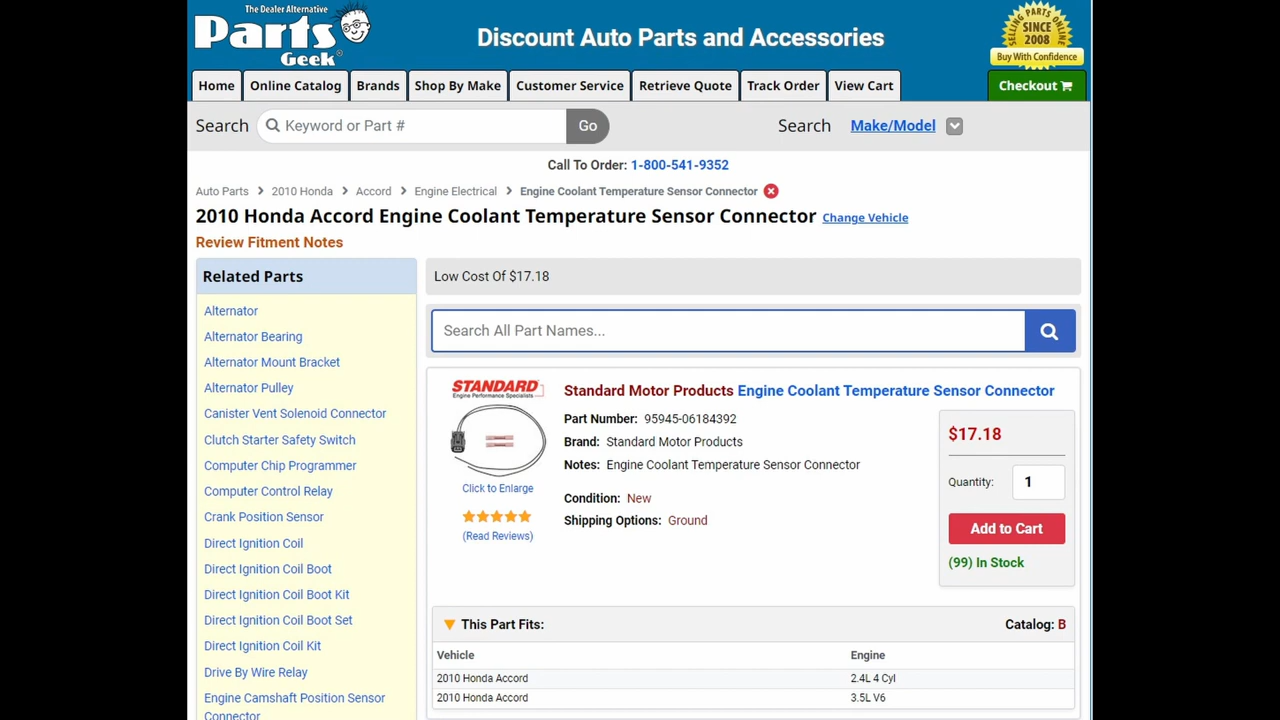 The Dealer Alternative
Parts
Geek
Discount Auto Parts and Accessories
SELLING PARTS ONLINE
SINCE
2008
Buy With Confidence
Home
Online Catalog
Brands
Shop By Make
Customer Service
Retrieve Quote
Track Order
View Cart
Checkout
Search
Keyword or Part #
Go
Search
Make/Model
Call To Order: 1-800-541-9352
Auto Parts
2010 Honda
Accord
Engine Electrical
Engine Coolant Temperature Sensor Connector
2010 Honda Accord Engine Coolant Temperature Sensor Connector
Change Vehicle
Review Fitment Notes
Related Parts
Alternator
Alternator Bearing
Alternator Mount Bracket
Alternator Pulley
Canister Vent Solenoid Connector
Clutch Starter Safety Switch
Computer Chip Programmer
Computer Control Relay
Crank Position Sensor
Direct Ignition Coil
Direct Ignition Coil Boot
Direct Ignition Coil Boot Kit
Direct Ignition Coil Boot Set
Direct Ignition Coil Kit
Drive By Wire Relay
Engine Camshaft Position Sensor
Connector
Low Cost Of $17.18
Search All Part Names...
STANDARD
Engine Performance Specialists
Click to Enlarge
(Read Reviews)
Standard Motor Products Engine Coolant Temperature Sensor Connector
Part Number: 95945-06184392
Brand: Standard Motor Products
Notes: Engine Coolant Temperature Sensor Connector
Condition: New
Shipping Options: Ground
$17.18
Quantity: 1
Add to Cart
(99) In Stock
This Part Fits:
Catalog: B
Vehicle Engine
2010 Honda Accord 2.4L 4 Cyl
2010 Honda Accord 3.5L V6